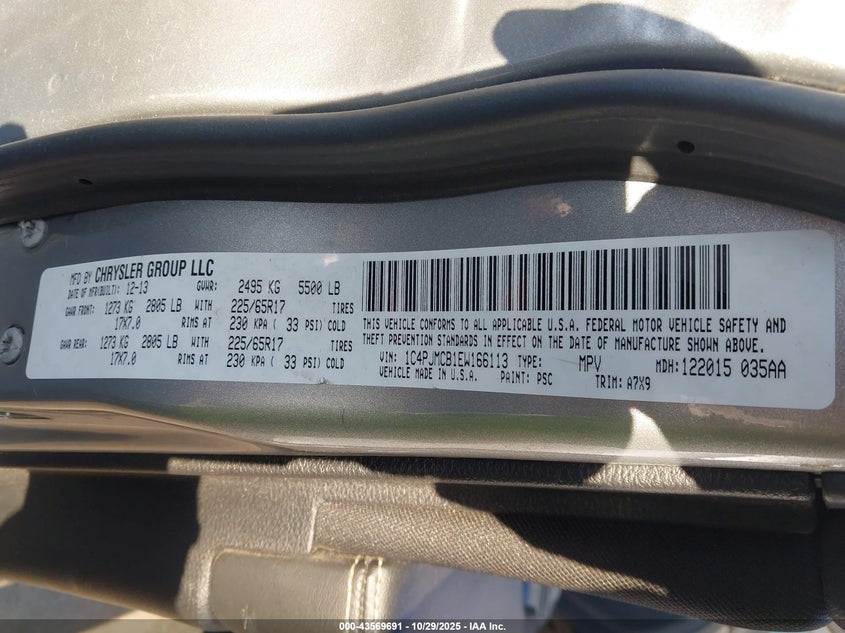 MFD BY CHRYSLER GROUP LLC
DATE OF MFR(BUILT): 12-13 GVWR: 2495 KG 5500 LB
GAWR FRONT: 1273 KG 2805 LB WITH 225/65R17 TIRES
17X7.0 RIMS AT 230 KPA ( 33 PSI) COLD
GAWR REAR: 1273 KG 2805 LB WITH 225/65R17 TIRES
17X7.0 RIMS AT 230 KPA ( 33 PSI) COLD
THIS VEHICLE CONFORMS TO ALL APPLICABLE U.S.A. FEDERAL MOTOR VEHICLE SAFETY AND
THEFT PREVENTION STANDARDS IN EFFECT ON THE DATE OF MANUFACTURE SHOWN ABOVE.
VIN: 1C4PJMCB1EW166113 TYPE: MPV MDH:122015 035AA
VEHICLE MADE IN U.S.A. PAINT: PSC TRIM: A7X9
000-43569691 - 10/29/2025 - IAA Inc.